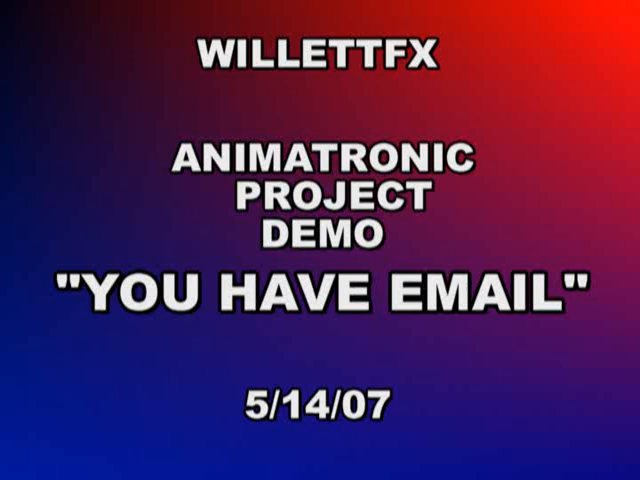 WILLETTFX
ANIMATRONIC
PROJECT
DEMO
"YOU HAVE EMAIL"
5/14/07